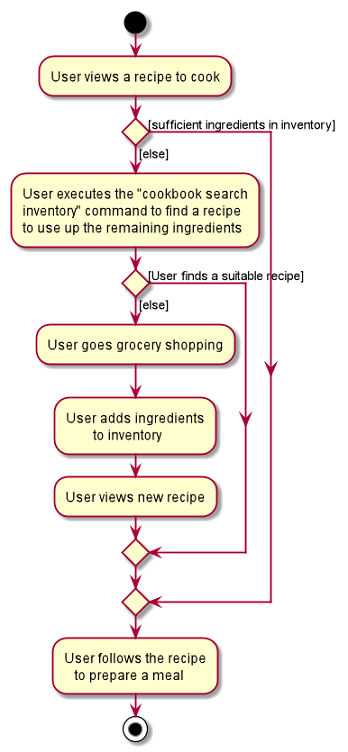 User views a recipe to cook
[sufficient ingredients in inventory]
[else]
User executes the "cookbook search
inventory" command to find a recipe
to use up the remaining ingredients
[User finds a suitable recipe]
[else]
User goes grocery shopping
User adds ingredients
to inventory
User views new recipe
User follows the recipe
to prepare a meal